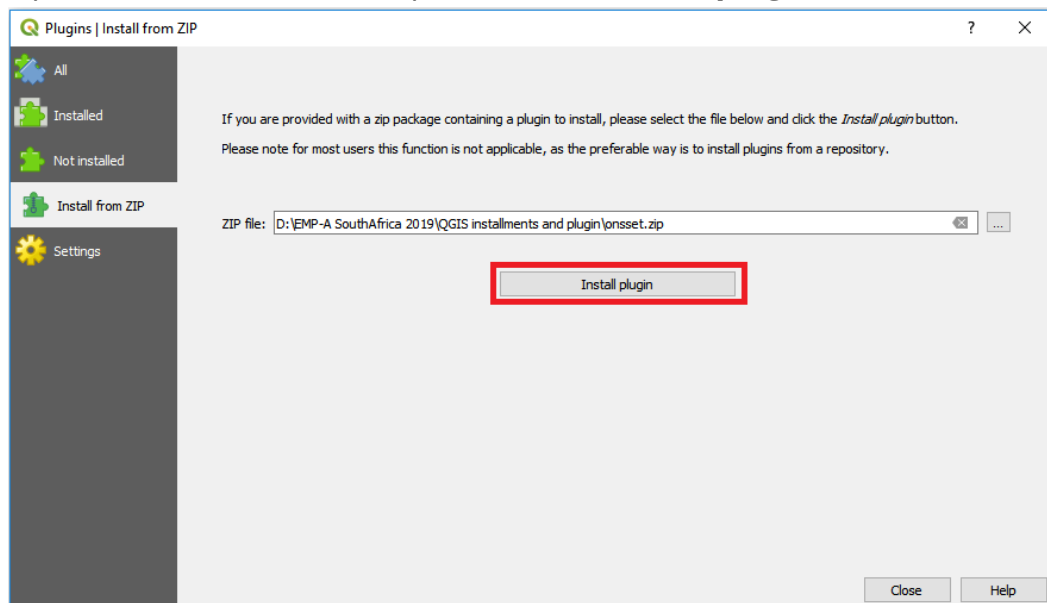 Plugins | Install from ZIP
?
All
Installed
If you are provided with a zip package containing a plugin to install, please select the file below and click the Install plugin button.
Not installed
Please note for most users this function is not applicable, as the preferable way is to install plugins from a repository.
Install from ZIP
ZIP file: D:\EMP-A SouthAfrica 2019\QGIS installments and plugin\onsset.zip ...
Settings
Install plugin
Close Help